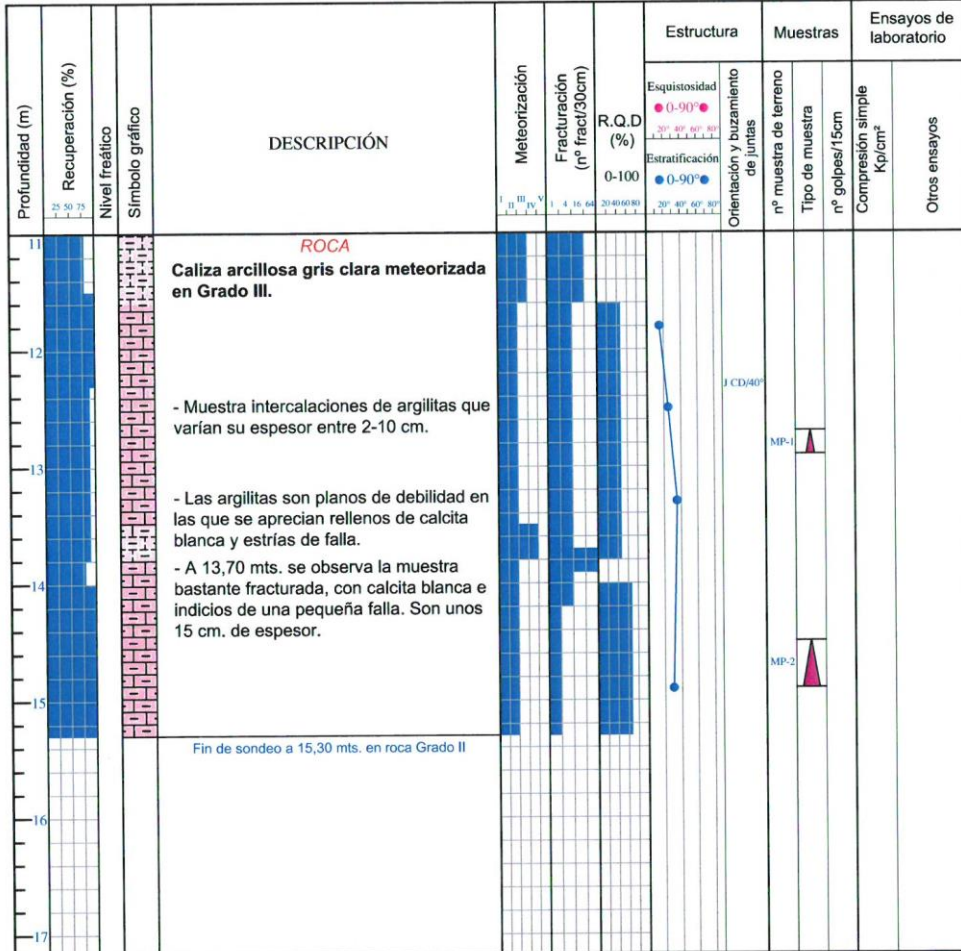 Estructura
Muestras
Ensayos de
laboratorio
Profundidad (m)
Recuperación (%)
25 50 75
Nivel freático
Símbolo gráfico
DESCRIPCIÓN
Meteorización
I II III IV V
Fracturación
(nº fract/30cm)
1 4 16 64
R.Q.D
(%)
0-100
20 40 60 80
Esquistosidad
0-90°
20° 40° 60° 80°
Estratificación
0-90°
20° 40° 60° 80°
Orientación y buzamiento
de juntas
nº muestra de terreno
Tipo de muestra
nº golpes/15cm
Compresión simple
Kp/cm²
Otros ensayos
11
ROCA
Caliza arcillosa gris clara meteorizada
en Grado III.
12
J CD/40°
- Muestra intercalaciones de argilitas que
varían su espesor entre 2-10 cm.
MP-1
13
- Las argilitas son planos de debilidad en
las que se aprecian rellenos de calcita
blanca y estrías de falla.
- A 13,70 mts. se observa la muestra
bastante fracturada, con calcita blanca e
indicios de una pequeña falla. Son unos
15 cm. de espesor.
14
MP-2
15
Fin de sondeo a 15,30 mts. en roca Grado II
16
17